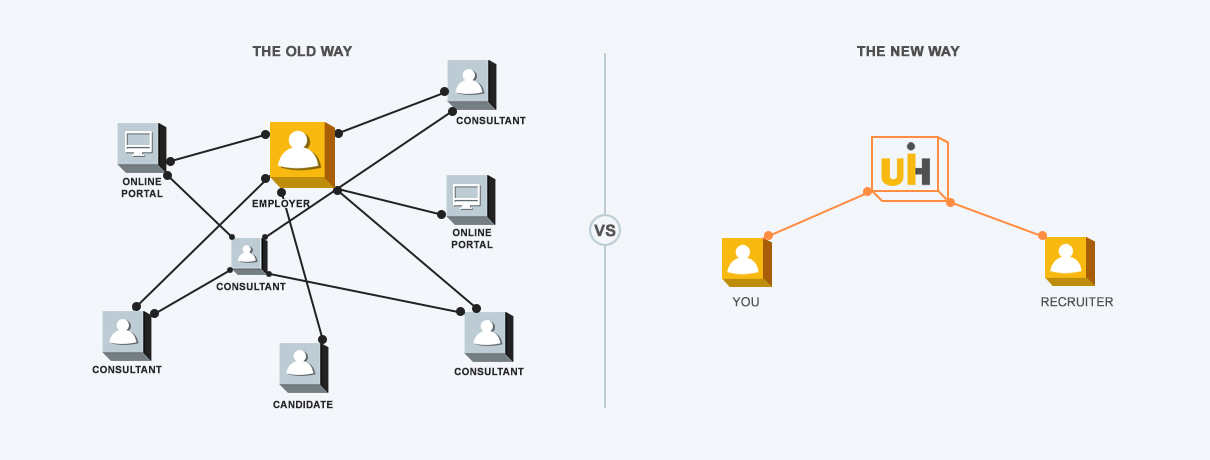 THE OLD WAY
CONSULTANT
ONLINE
PORTAL
EMPLOYER
ONLINE
PORTAL
CONSULTANT
CONSULTANT
CONSULTANT
CANDIDATE
VS
THE NEW WAY
UH
YOU
RECRUITER